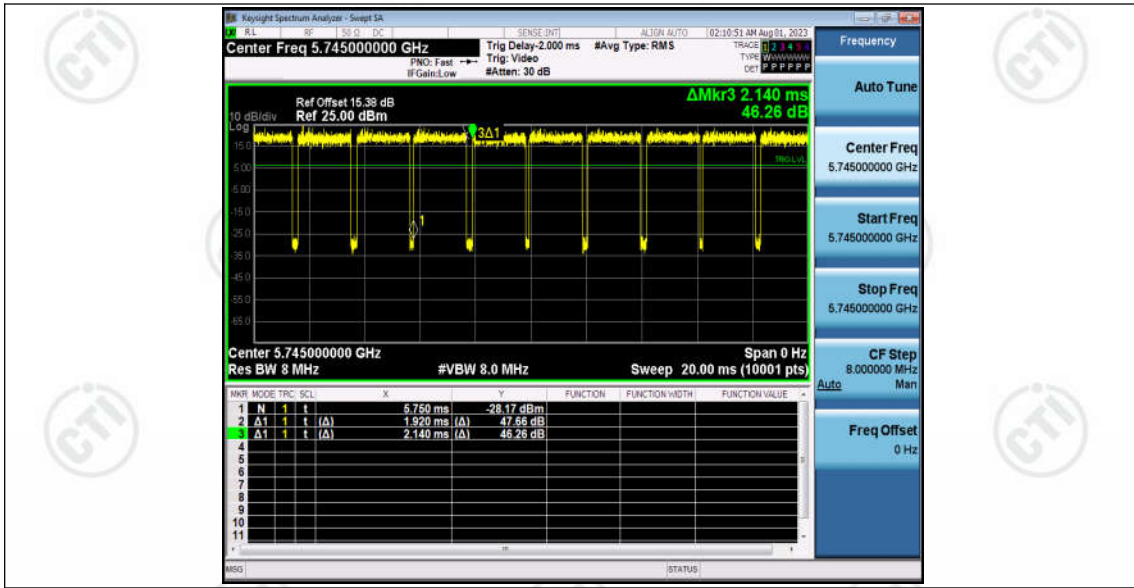 Keysight Spectrum Analyzer - Swept SA
RL RF 50 Ω DC SENSE:INT ALIGN AUTO 02:10:51 AM Aug 01, 2023
Center Freq 5.745000000 GHz
PNO: Fast
IFGain:Low
Trig Delay-2.000 ms
Trig: Video
#Atten: 30 dB
#Avg Type: RMS
TRACE 1 2 3 4 5
TYPE
DET P P P P P
ΔMkr3 2.140 ms
46.26 dB
Ref Offset 15.38 dB
Ref 25.00 dBm
10 dB/div
Log
15.0
5.00
-5.00
-15.0
-25.0
-35.0
-45.0
-55.0
-65.0
3Δ1
1
TRIG LVL
Center 5.745000000 GHz Span 0 Hz
Res BW 8 MHz #VBW 8.0 MHz Sweep 20.00 ms (10001 pts)
MKR MODE TRC SCL X Y FUNCTION FUNCTION WIDTH FUNCTION VALUE
1 N 1 t 5.750 ms -28.17 dBm
2 Δ1 1 t (Δ) 1.920 ms (Δ) 47.66 dB
3 Δ1 1 t (Δ) 2.140 ms (Δ) 46.26 dB
4
5
6
7
8
9
10
11
MSG STATUS
Frequency
Auto Tune
Center Freq
5.745000000 GHz
Start Freq
5.745000000 GHz
Stop Freq
5.745000000 GHz
CF Step
8.000000 MHz
Auto Man
Freq Offset
0 Hz
CTI
CTI
CTI
CTI